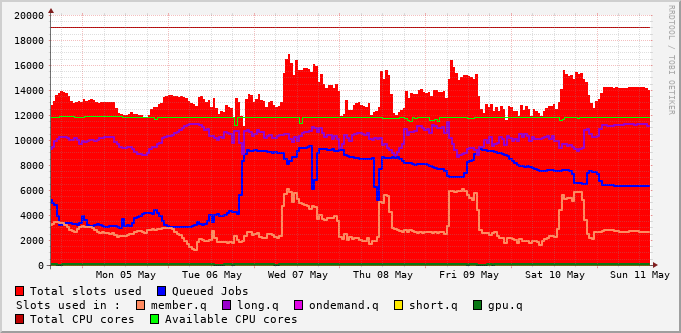 20000
18000
16000
14000
12000
10000
8000
6000
4000
2000
0
Mon 05 May Tue 06 May Wed 07 May Thu 08 May Fri 09 May Sat 10 May Sun 11 May
Total slots used Queued Jobs
Slots used in : member.q long.q ondemand.q short.q gpu.q
Total CPU cores Available CPU cores
RRDTOOL / TOBI OETIKER